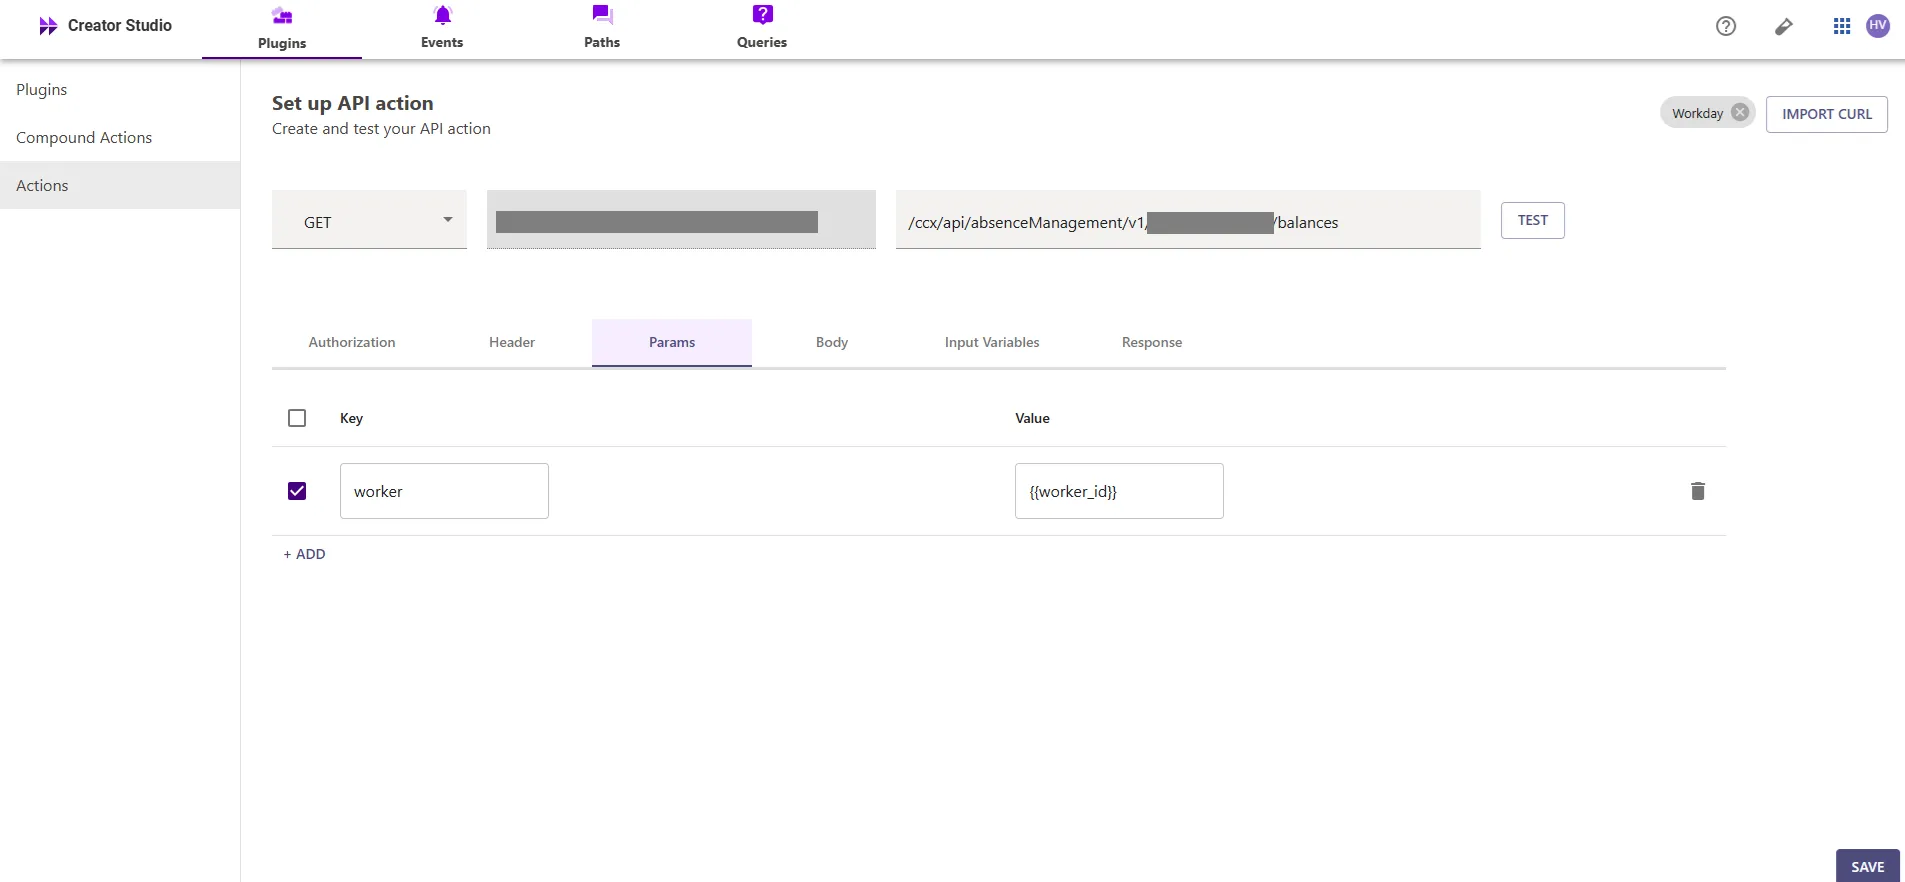 Creator Studio
Plugins
Events
Paths
Queries
HV
Plugins
Compound Actions
Actions
Set up API action
Create and test your API action
Workday
IMPORT CURL
GET
/ccx/api/absenceManagement/v1/ /balances
TEST
Authorization
Header
Params
Body
Input Variables
Response
Key
Value
worker
{{worker_id}}
+ ADD
SAVE